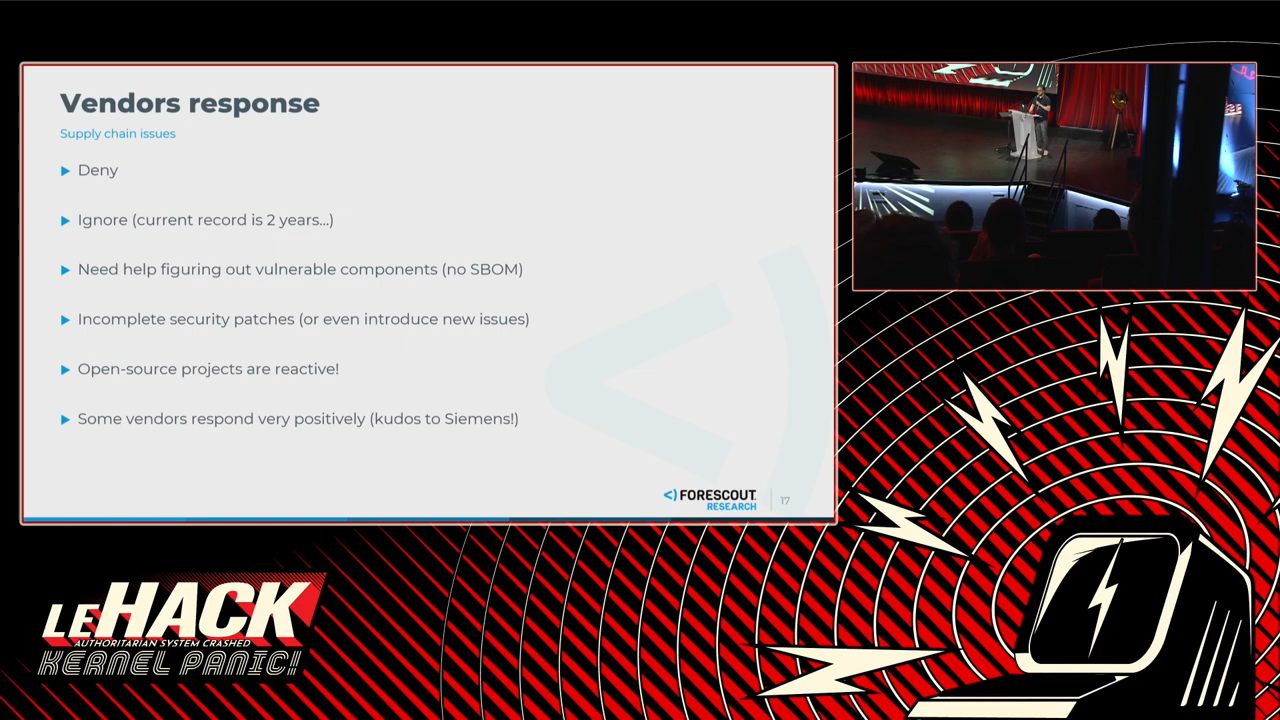 Vendors response
Supply chain issues
Deny
Ignore (current record is 2 years...)
Need help figuring out vulnerable components (no SBOM)
Incomplete security patches (or even introduce new issues)
Open-source projects are reactive!
Some vendors respond very positively (kudos to Siemens!)
<) FORESCOUT
RESEARCH
17
LEHACK
AUTHORITARIAN SYSTEM CRASHED
KERNEL PANIC!